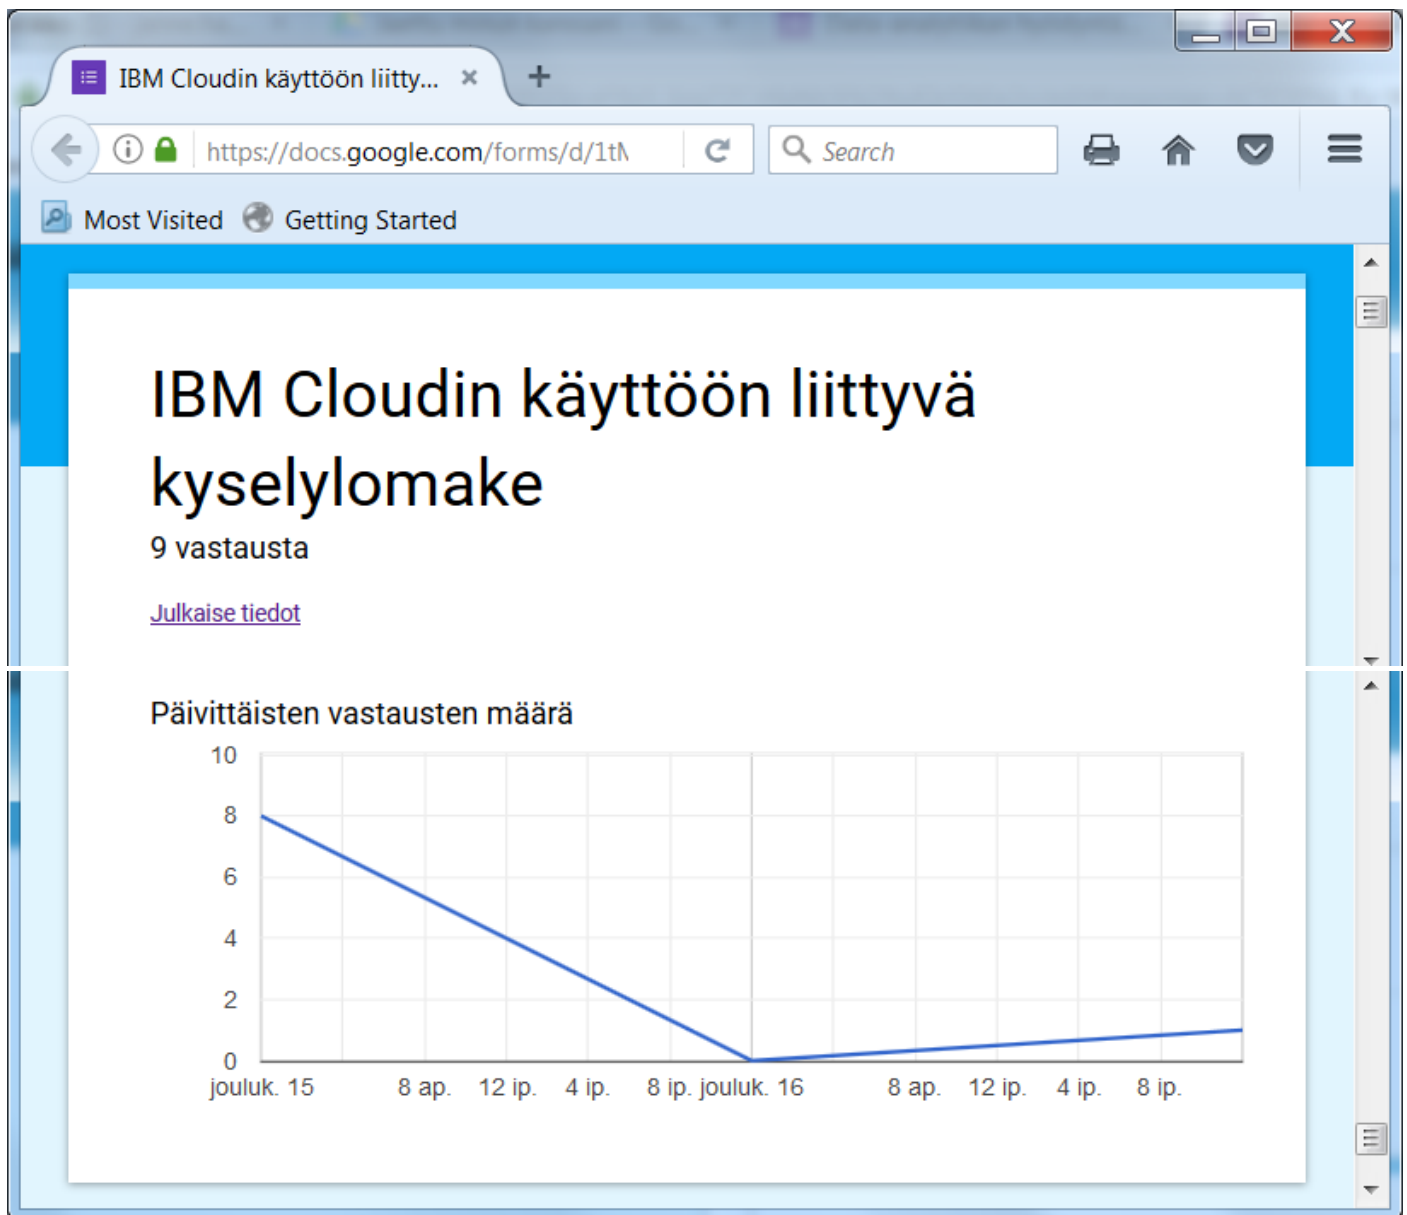 IBM Cloudin käyttöön liitty...
https://docs.google.com/forms/d/1t
Search
Most Visited
Getting Started
IBM Cloudin käyttöön liittyvä
kyselylomake
9 vastausta
Julkaise tiedot
Päivittäisten vastausten määrä
10
8
6
4
2
0
jouluk. 15 8 ap. 12 ip. 4 ip. 8 ip. jouluk. 16 8 ap. 12 ip. 4 ip. 8 ip.